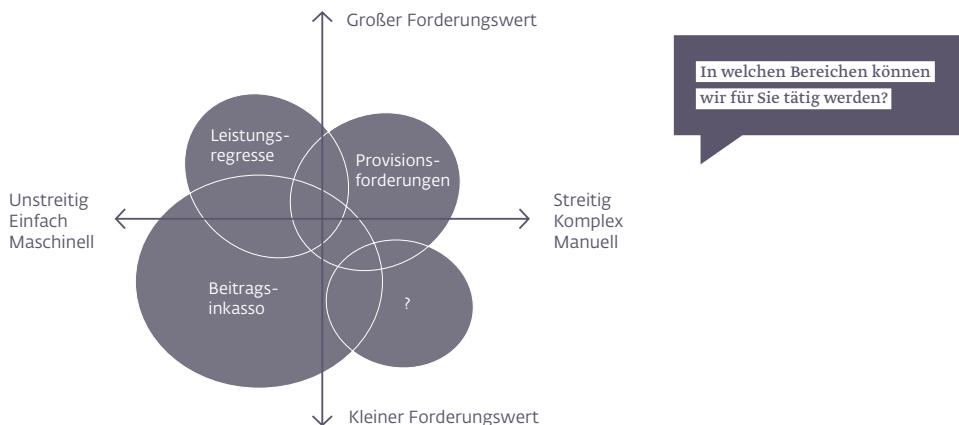 Großer Forderungswert
In welchen Bereichen können
wir für Sie tätig werden?
Leistungs-
regresse
Provisions-
forderungen
Unstreitig
Einfach
Maschinell
Streitig
Komplex
Manuell
Beitrags-
inkasso
?
Kleiner Forderungswert